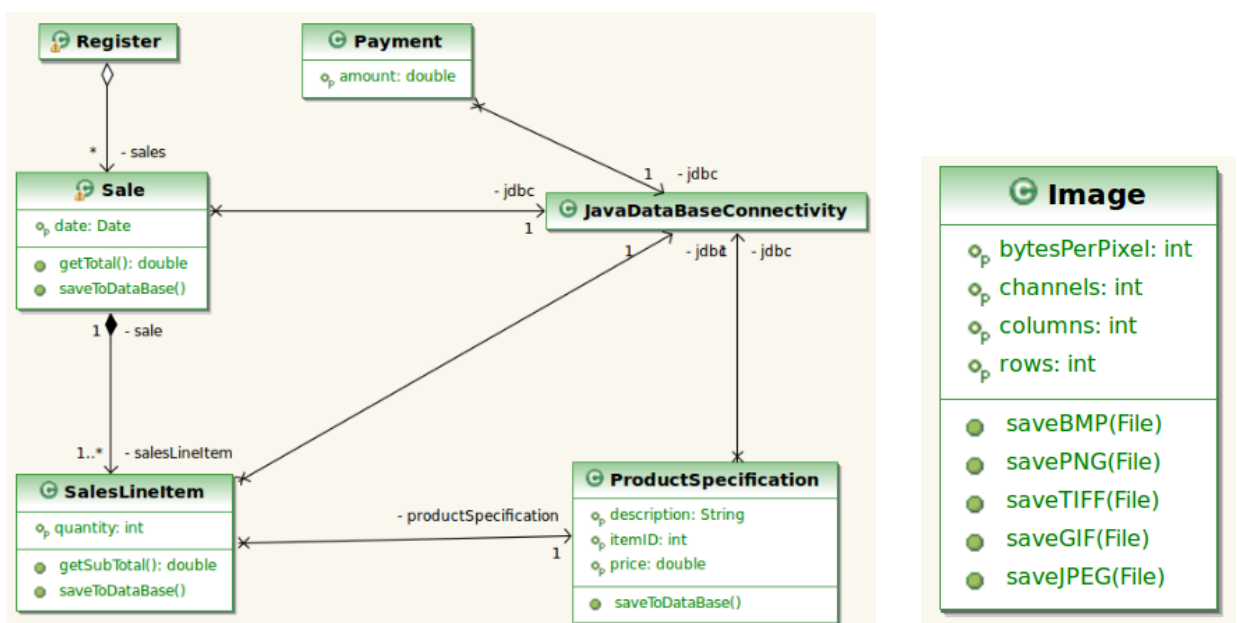 Register
* - sales
Payment
amount: double
1 - jdbc
Sale
date: Date
getTotal(): double
saveToDataBase()
- jdbc
1
JavaDataBaseConnectivity
1 - jdbc
1 - jdbc
1 - sale
1..* - salesLineItem
SalesLineItem
quantity: int
getSubTotal(): double
saveToDataBase()
- productSpecification
1
ProductSpecification
description: String
itemID: int
price: double
saveToDataBase()
Image
bytesPerPixel: int
channels: int
columns: int
rows: int
saveBMP(File)
savePNG(File)
saveTIFF(File)
saveGIF(File)
saveJPEG(File)